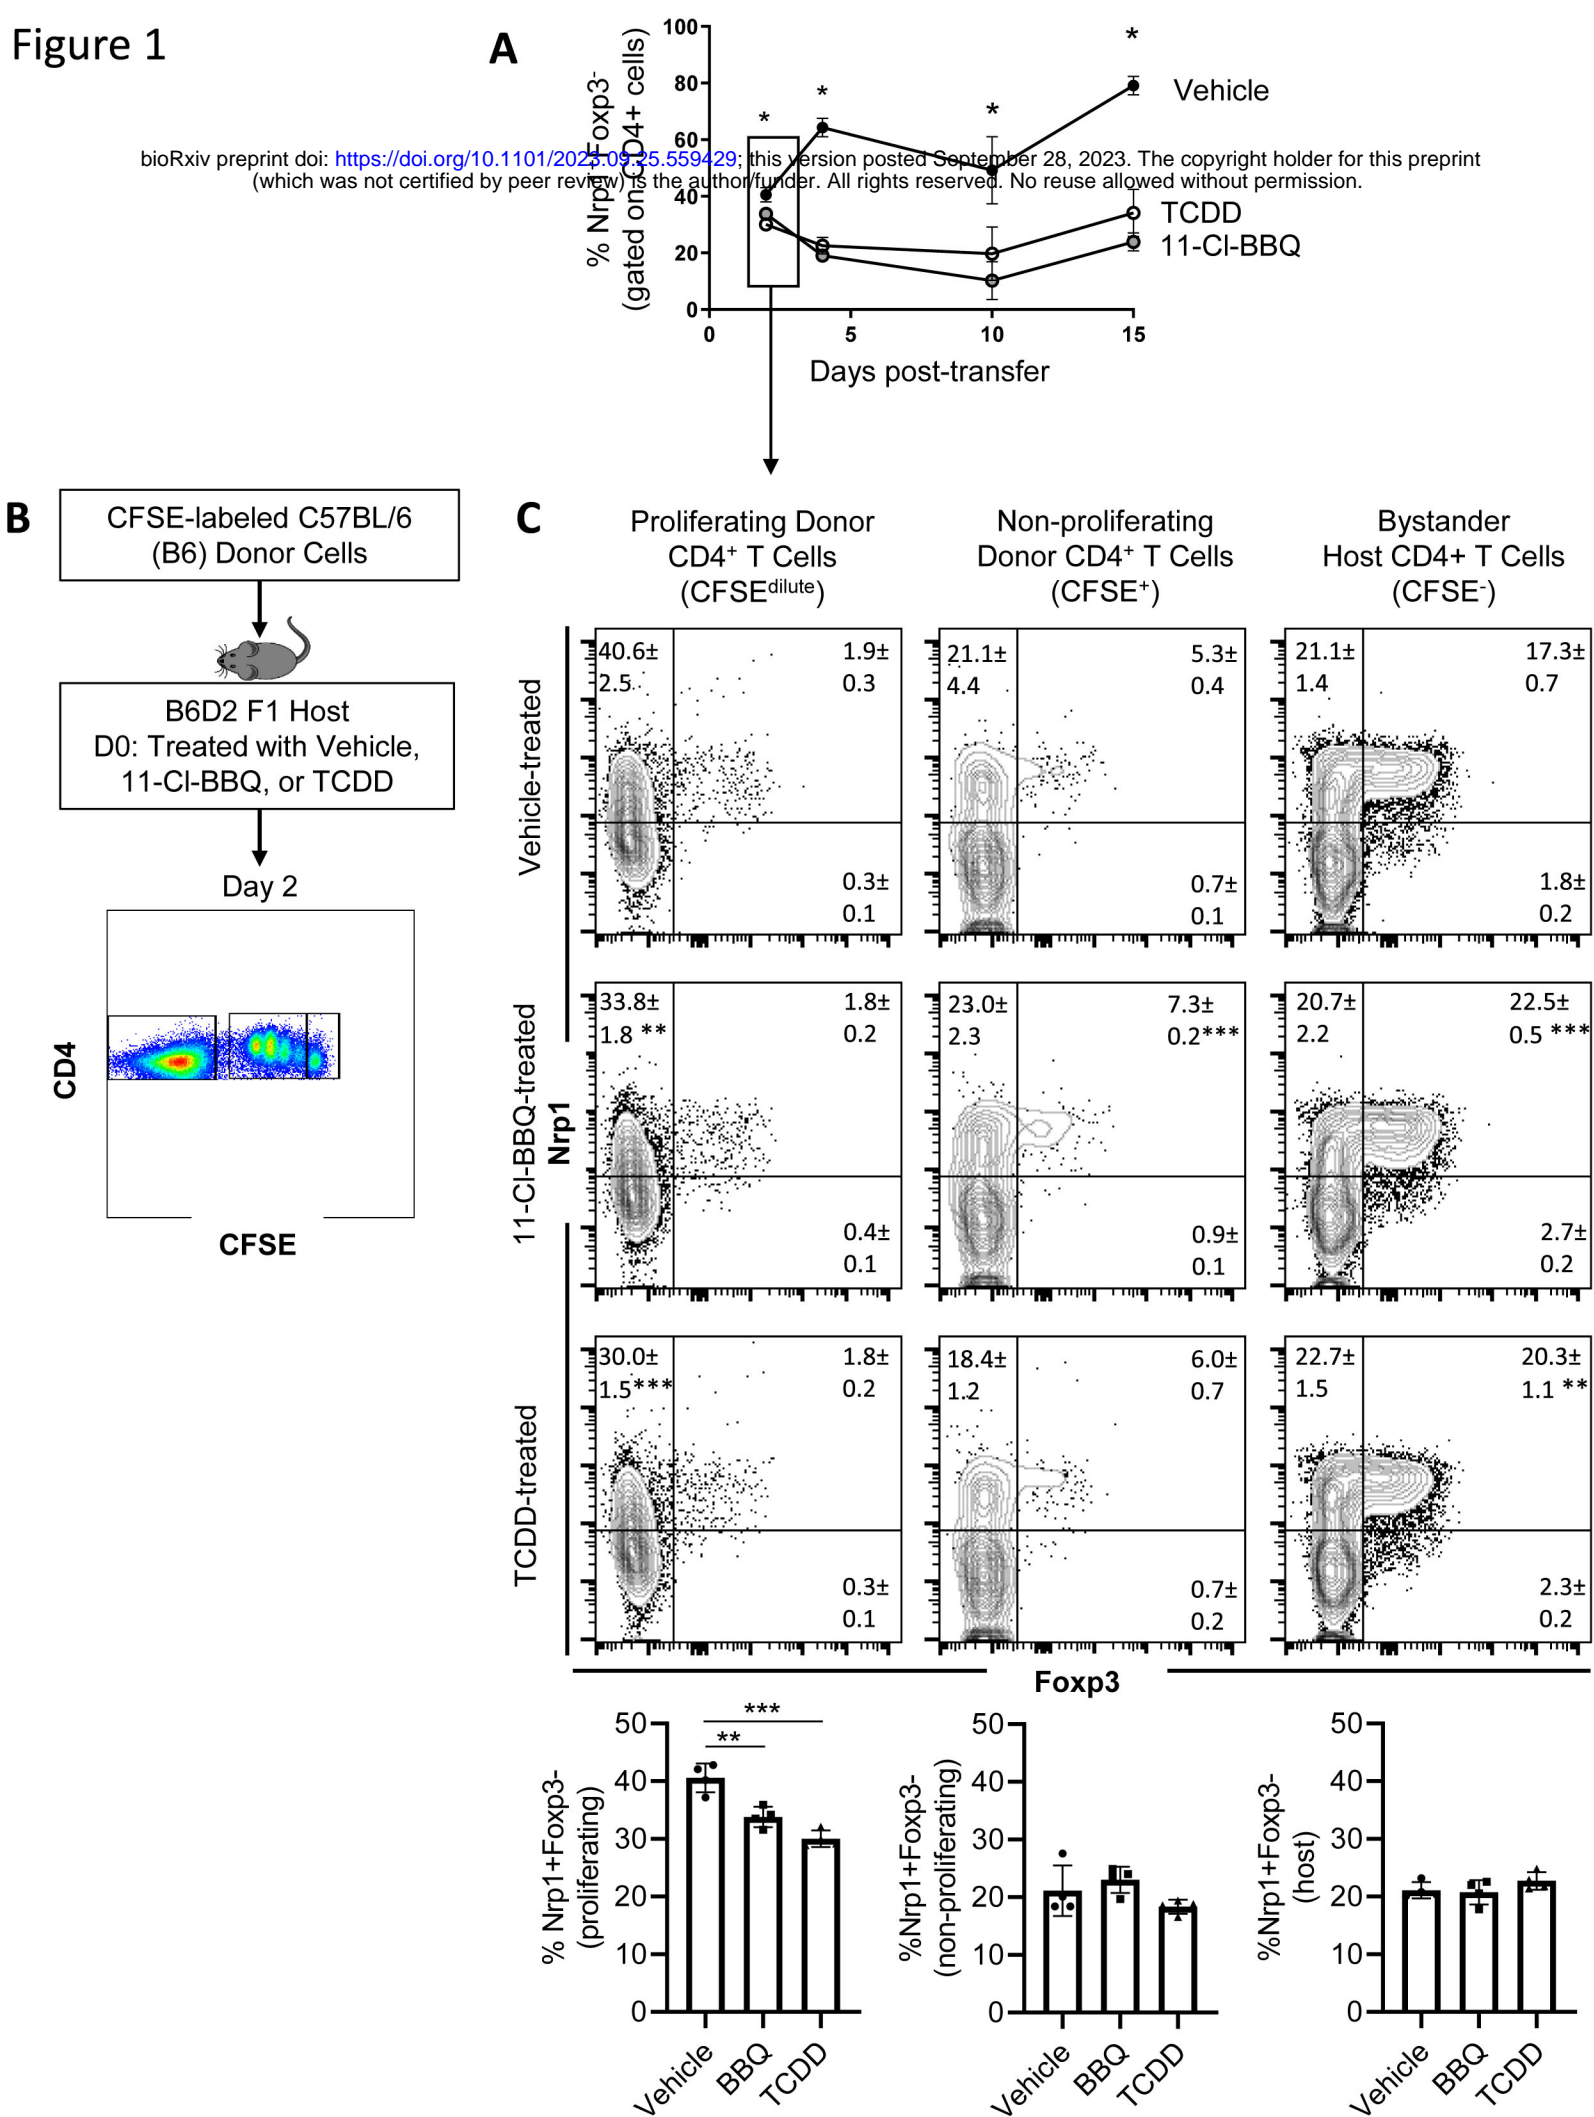 Figure 1
A
% Nrp1+Foxp3-
(gated on CD4+ cells)
100
80
60
40
20
0
0
5
10
15
Days post-transfer
*
*
*
*
Vehicle
TCDD
11-Cl-BBQ
bioRxiv preprint doi: https://doi.org/10.1101/2023.09.25.559429; this version posted September 28, 2023. The copyright holder for this preprint
(which was not certified by peer review) is the author/funder. All rights reserved. No reuse allowed without permission.
B
CFSE-labeled C57BL/6
(B6) Donor Cells
B6D2 F1 Host
D0: Treated with Vehicle,
11-Cl-BBQ, or TCDD
Day 2
CD4
CFSE
C
Proliferating Donor
CD4+ T Cells
(CFSEdilute)
Non-proliferating
Donor CD4+ T Cells
(CFSE+)
Bystander
Host CD4+ T Cells
(CFSE-)
Vehicle-treated
40.6±
2.5
1.9±
0.3
0.3±
0.1
21.1±
4.4
5.3±
0.4
0.7±
0.1
21.1±
1.4
17.3±
0.7
1.8±
0.2
11-Cl-BBQ-treated
Nrp1
33.8±
1.8 **
1.8±
0.2
0.4±
0.1
23.0±
2.3
7.3±
0.2***
0.9±
0.1
20.7±
2.2
22.5±
0.5 ***
2.7±
0.2
TCDD-treated
30.0±
1.5***
1.8±
0.2
0.3±
0.1
18.4±
1.2
6.0±
0.7
0.7±
0.2
22.7±
1.5
20.3±
1.1 **
2.3±
0.2
Foxp3
% Nrp1+Foxp3-
(proliferating)
50
40
30
20
10
0
***
**
Vehicle
BBQ
TCDD
%Nrp1+Foxp3-
(non-proliferating)
50
40
30
20
10
0
Vehicle
BBQ
TCDD
%Nrp1+Foxp3-
(host)
50
40
30
20
10
0
Vehicle
BBQ
TCDD